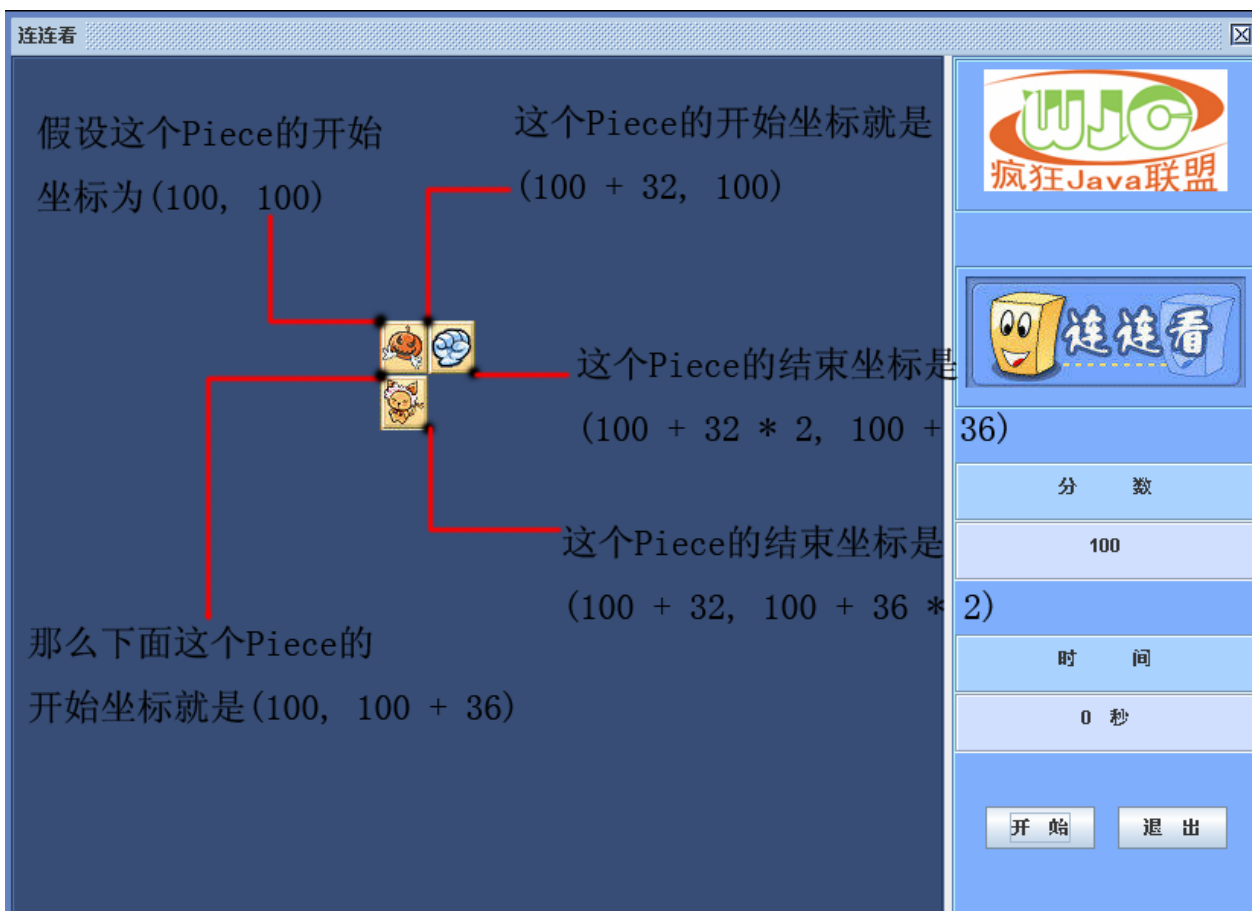 连连看
假设这个Piece的开始
坐标为(100, 100)
这个Piece的开始坐标就是
(100 + 32, 100)
这个Piece的结束坐标是
(100 + 32 * 2, 100 + 36)
这个Piece的结束坐标是
(100 + 32, 100 + 36 * 2)
那么下面这个Piece的
开始坐标就是(100, 100 + 36)
WJC
疯狂Java联盟
连连看
分 数
100
时 间
0 秒
开 始
退 出